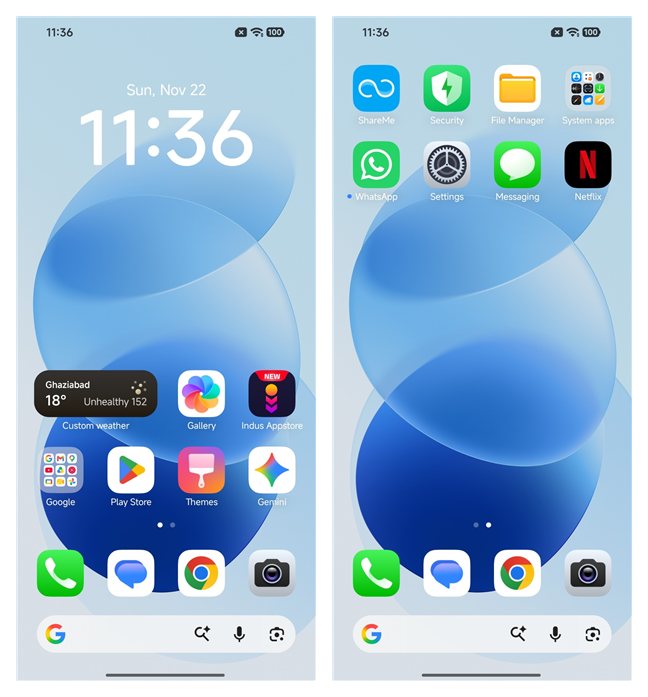 11:36
100
Sun, Nov 22
11:36
Ghaziabad
18°
Unhealthy 152
Custom weather
Gallery
NEW
Indus Appstore
Google
Play Store
Themes
Gemini
11:36
100
ShareMe
Security
File Manager
System apps
WhatsApp
Settings
Messaging
Netflix